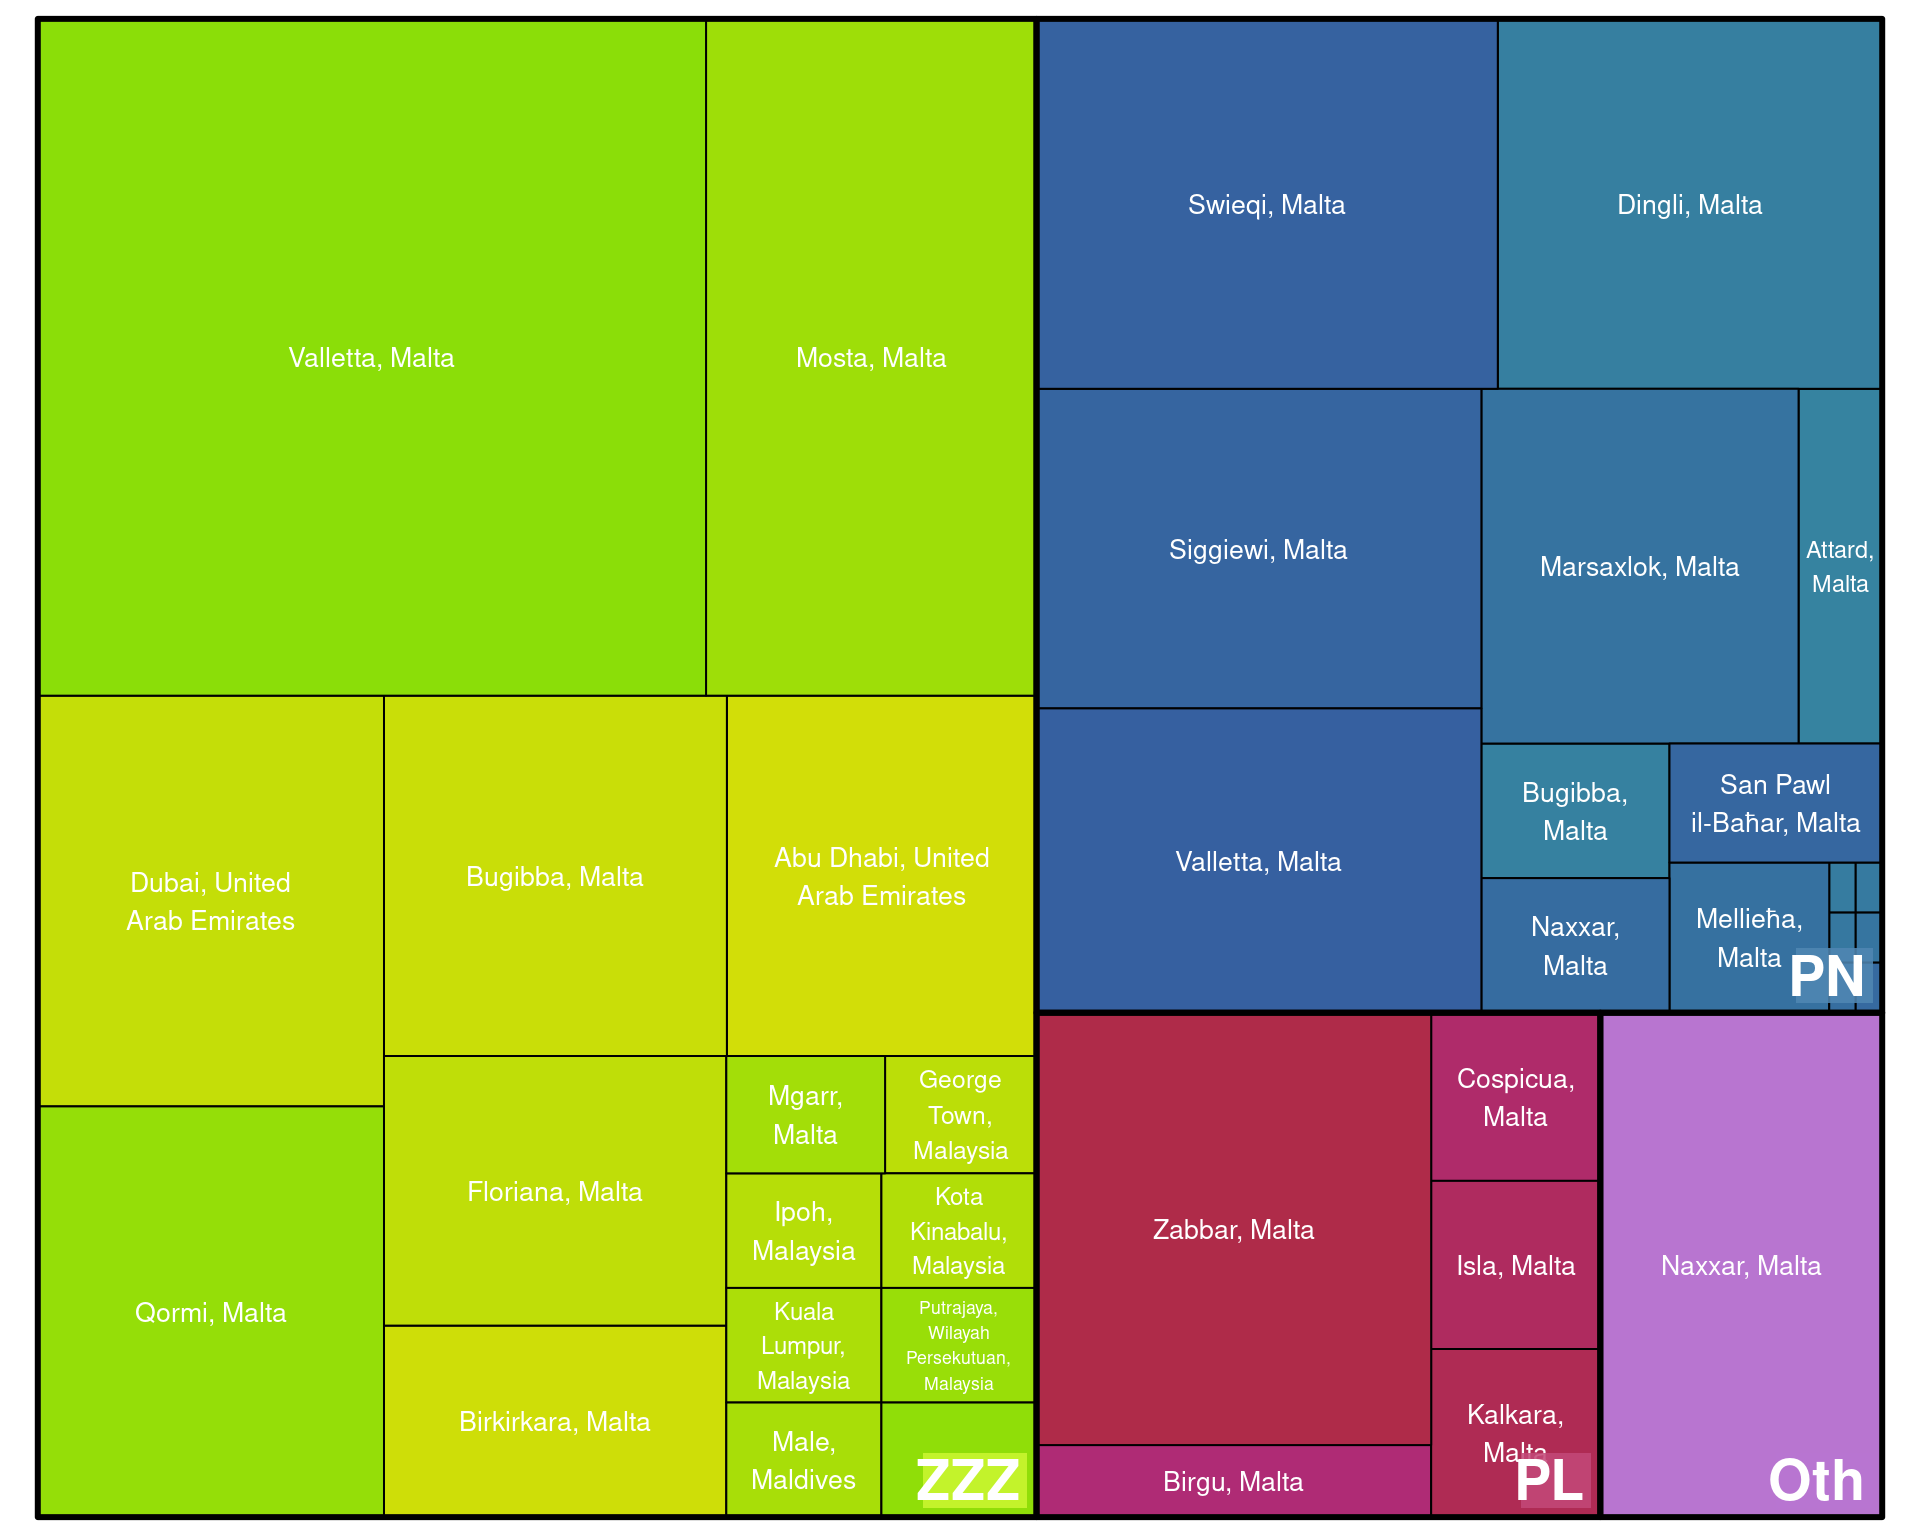 Valletta, Malta
Mosta, Malta
Dubai, United
Arab Emirates
Bugibba, Malta
Abu Dhabi, United
Arab Emirates
Qormi, Malta
Floriana, Malta
Birkirkara, Malta
Mgarr,
Malta
George
Town,
Malaysia
Ipoh,
Malaysia
Kota
Kinabalu,
Malaysia
Kuala
Lumpur,
Malaysia
Putrajaya,
Wilayah
Persekutuan,
Malaysia
Male,
Maldives
ZZZ
Swieqi, Malta
Dingli, Malta
Siggiewi, Malta
Marsaxlok, Malta
Attard,
Malta
Valletta, Malta
Bugibba,
Malta
San Pawl
il-Baħar, Malta
Naxxar,
Malta
Mellieħa,
Malta
PN
Zabbar, Malta
Cospicua,
Malta
Isla, Malta
Kalkara,
Malta
Birgu, Malta
PL
Naxxar, Malta
Oth